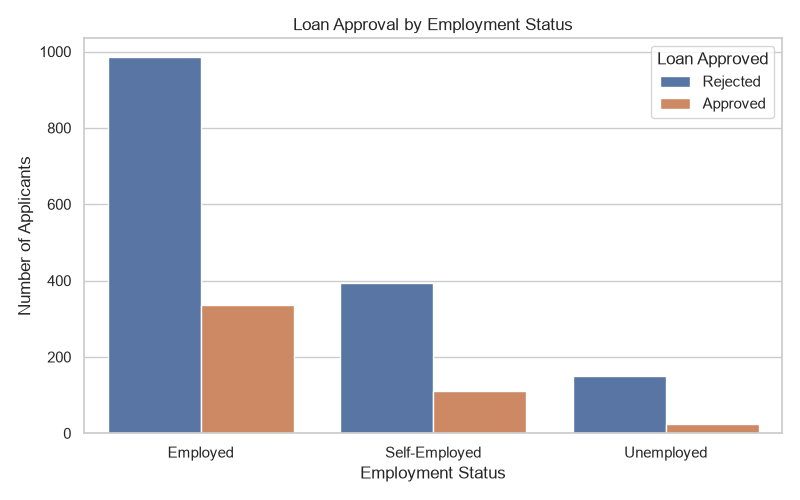 Loan Approval by Employment Status
Loan Approved
Rejected
Approved
Number of Applicants
1000
800
600
400
200
0
Employed
Self-Employed
Unemployed
Employment Status